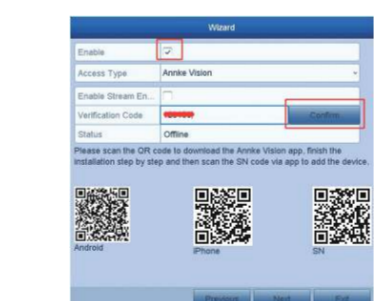 Wizard
Enable
Access Type Annke Vision
Enable Stream En...
Verification Code Confirm
Status Offline
Please scan the QR code to download the Annke Vision app, finish the
installation step by step and then scan the SN code via app to add the device.
Android iPhone SN
Previous Next Exit